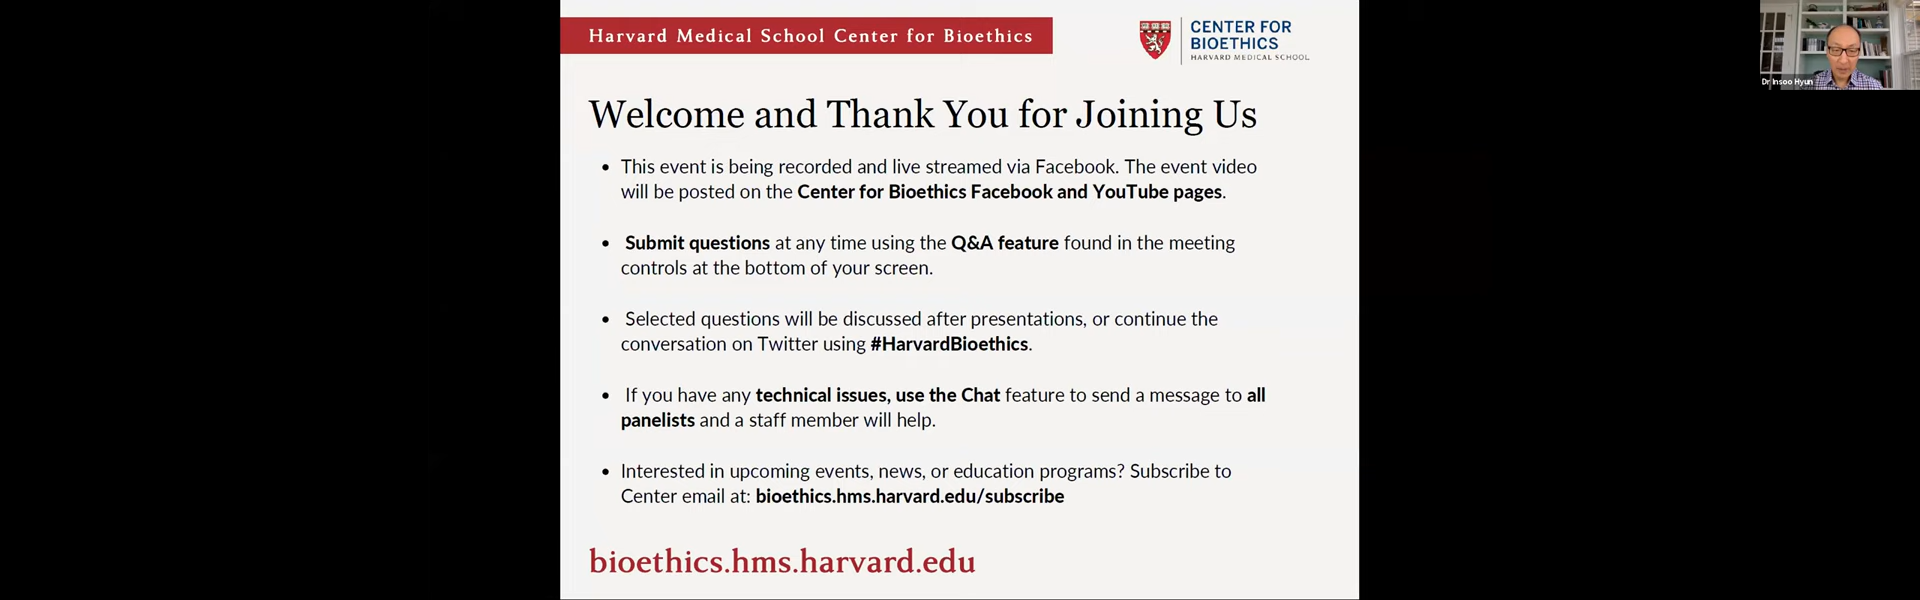 Harvard Medical School Center for Bioethics
CENTER FOR
BIOETHICS
HARVARD MEDICAL SCHOOL
Dr Insoo Hyun
Welcome and Thank You for Joining Us
• This event is being recorded and live streamed via Facebook. The event video
will be posted on the Center for Bioethics Facebook and YouTube pages.
• Submit questions at any time using the Q&A feature found in the meeting
controls at the bottom of your screen.
• Selected questions will be discussed after presentations, or continue the
conversation on Twitter using #HarvardBioethics.
• If you have any technical issues, use the Chat feature to send a message to all
panelists and a staff member will help.
• Interested in upcoming events, news, or education programs? Subscribe to
Center email at: bioethics.hms.harvard.edu/subscribe
bioethics.hms.harvard.edu